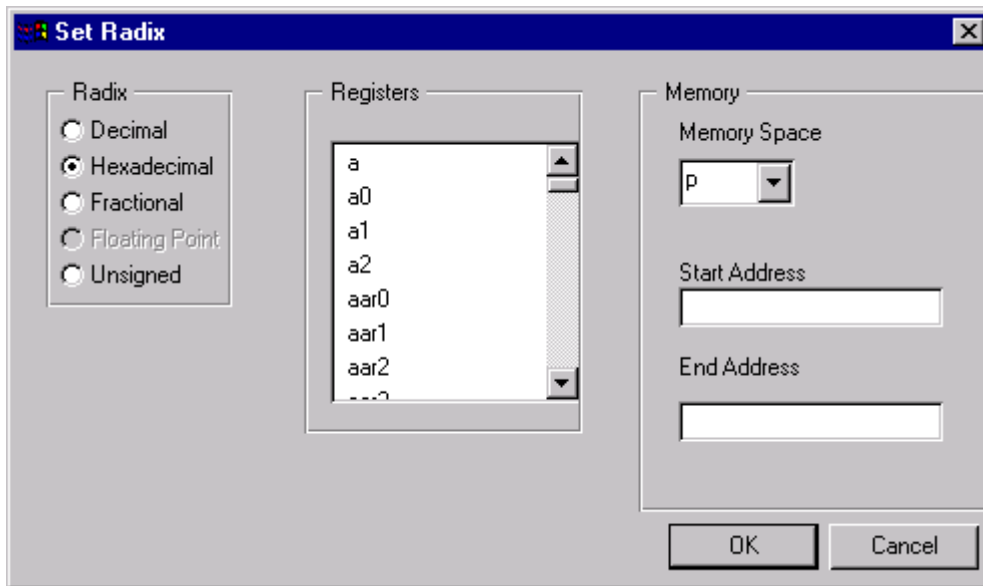 Set Radix
Radix
Decimal
Hexadecimal
Fractional
Floating Point
Unsigned
Registers
a
a0
a1
a2
aar0
aar1
aar2
Memory
Memory Space
p
Start Address
End Address
OK
Cancel